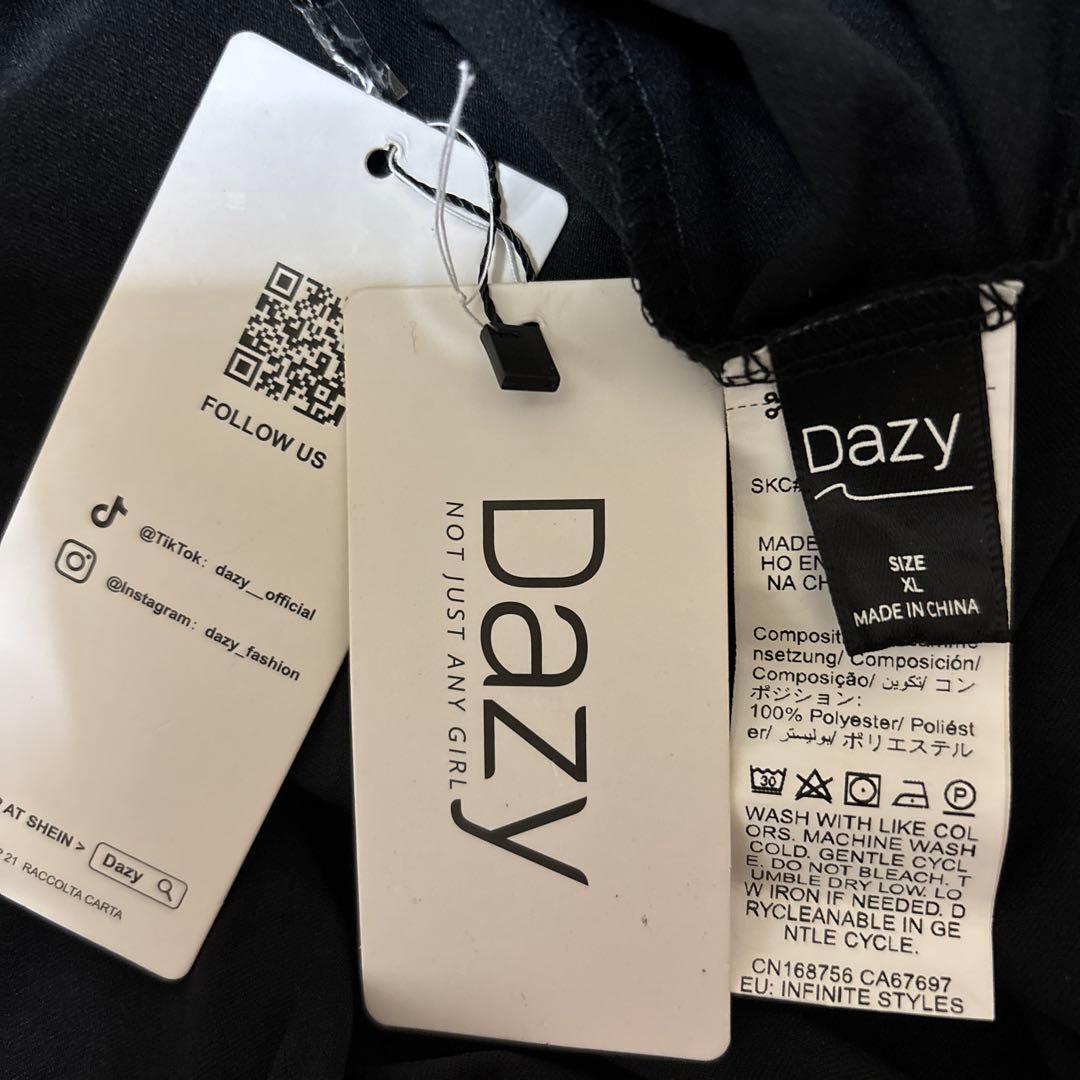 FOLLOW US
@TikTok: dazy__official
@Instagram: dazy_fashion
AT SHEIN >
Dazy
21 RACCOLTA CARTA
Dazy
NOT JUST ANY GIRL
Dazy
SIZE
XL
MADE IN CHINA
SKC#
MADE
HO EN
NA CH
nsetzung/ Composición/
Composição/ تكوين/ コン
ポジション:
100% Polyester/ Poliést
er/ بوليستر/ ポリエステル
30
P
WASH WITH LIKE COL
ORS. MACHINE WASH
COLD. GENTLE CYCL
E. DO NOT BLEACH. T
UMBLE DRY LOW. LO
W IRON IF NEEDED. D
RYCLEANABLE IN GE
NTLE CYCLE.
CN168756 CA67697
EU: INFINITE STYLES